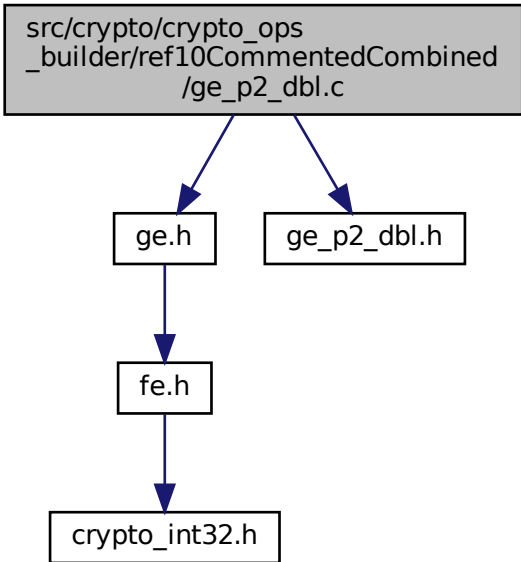 src/crypto/crypto_ops
_builder/ref10CommentedCombined
/ge_p2_dbl.c
ge.h
ge_p2_dbl.h
fe.h
crypto_int32.h